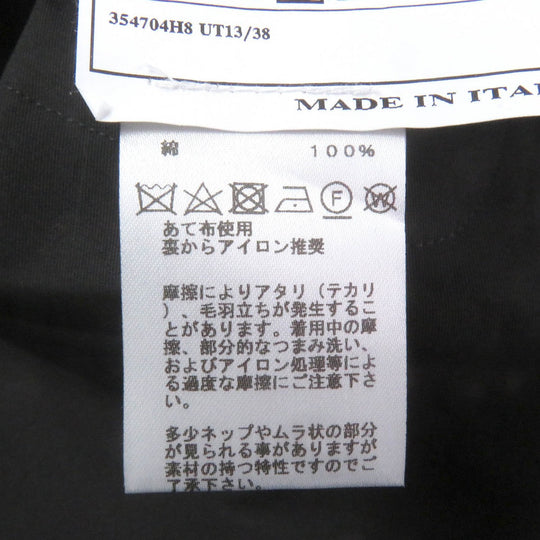 354704H8 UT13/38
MADE IN ITA
綿 100%
F W
あて布使用
裏からアイロン推奨
摩擦によりアタリ（テカリ
）、毛羽立ちが発生するこ
とがあります。着用中の摩
擦、部分的なつまみ洗い、
およびアイロン処理等によ
る過度な摩擦にご注意下さ
い。
多少ネップやムラ状の部分
が見られる事がありますが
素材の持つ特性ですのでご
了承下さい。